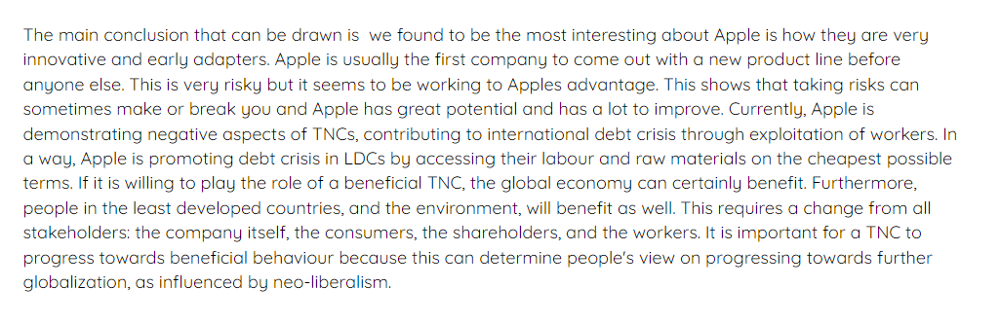 The main conclusion that can be drawn is  we found to be the most interesting about Apple is how they are very
innovative and early adapters. Apple is usually the first company to come out with a new product line before
anyone else. This is very risky but it seems to be working to Apples advantage. This shows that taking risks can
sometimes make or break you and Apple has great potential and has a lot to improve. Currently, Apple is
demonstrating negative aspects of TNCs, contributing to international debt crisis through exploitation of workers. In
a way, Apple is promoting debt crisis in LDCs by accessing their labour and raw materials on the cheapest possible
terms. If it is willing to play the role of a beneficial TNC, the global economy can certainly benefit. Furthermore,
people in the least developed countries, and the environment, will benefit as well. This requires a change from all
stakeholders: the company itself, the consumers, the shareholders, and the workers. It is important for a TNC to
progress towards beneficial behaviour because this can determine people's view on progressing towards further
globalization, as influenced by neo-liberalism.